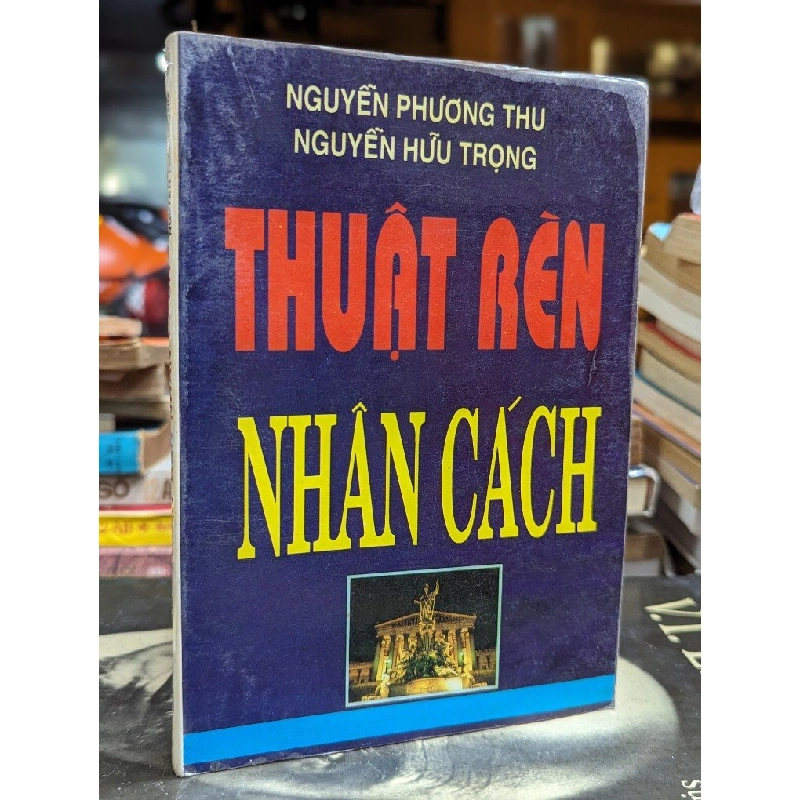 NGUYỄN PHƯƠNG THU
NGUYỄN HỮU TRỌNG
THUẬT RÈN
NHÂN CÁCH